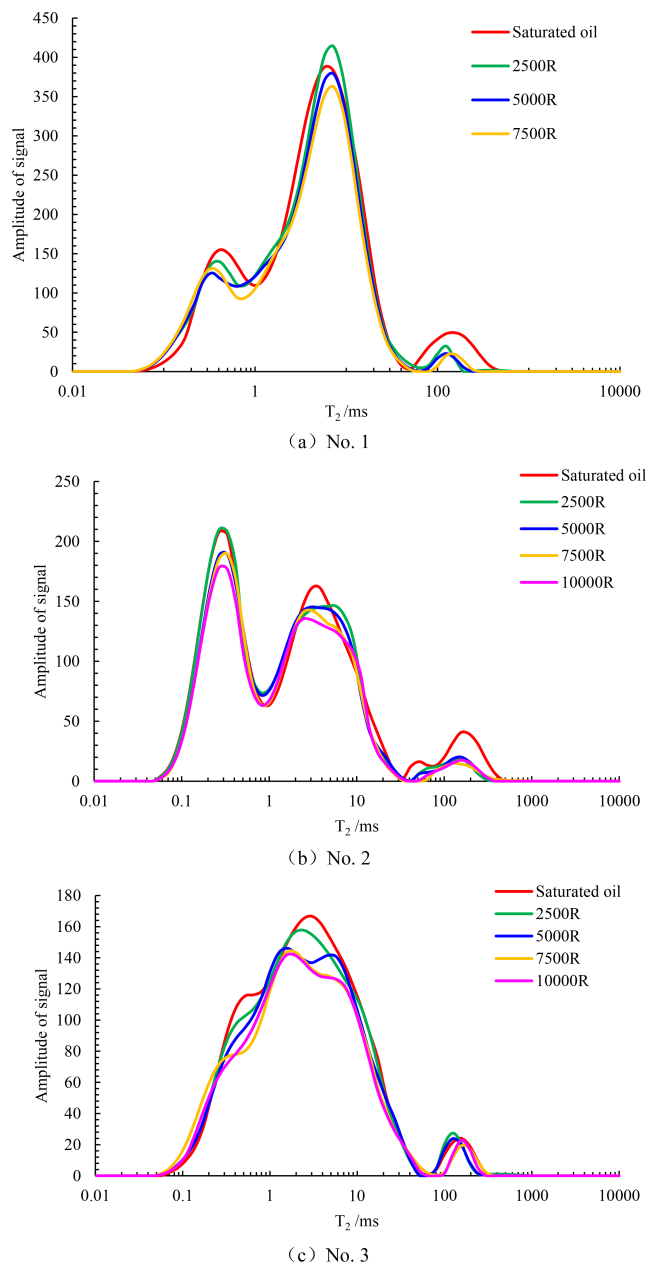 450
400
350
300
250
200
150
100
50
0
Amplitude of signal
Saturated oil
2500R
5000R
7500R
0.01
1
100
10000
T2 /ms
(a) No. 1
250
200
150
100
50
0
Amplitude of signal
Saturated oil
2500R
5000R
7500R
10000R
0.01
0.1
1
10
100
1000
10000
T2 /ms
(b) No. 2
180
160
140
120
100
80
60
40
20
0
Amplitude of signal
Saturated oil
2500R
5000R
7500R
10000R
0.01
0.1
1
10
100
1000
10000
T2 /ms
(c) No. 3